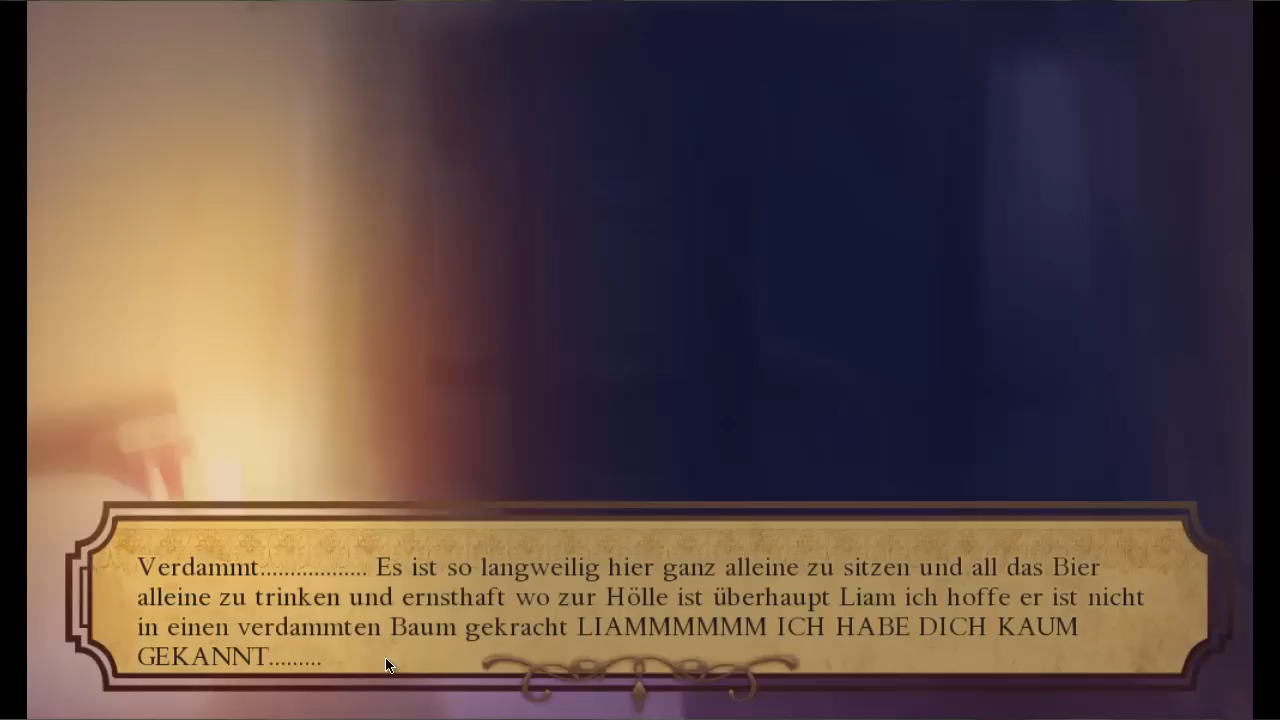 Verdammt.................. Es ist so langweilig hier ganz alleine zu sitzen und all das Bier
alleine zu trinken und ernsthaft wo zur Hölle ist überhaupt Liam ich hoffe er ist nicht
in einen verdammten Baum gekracht LIAMMMMMM ICH HABE DICH KAUM
GEKANNT.........